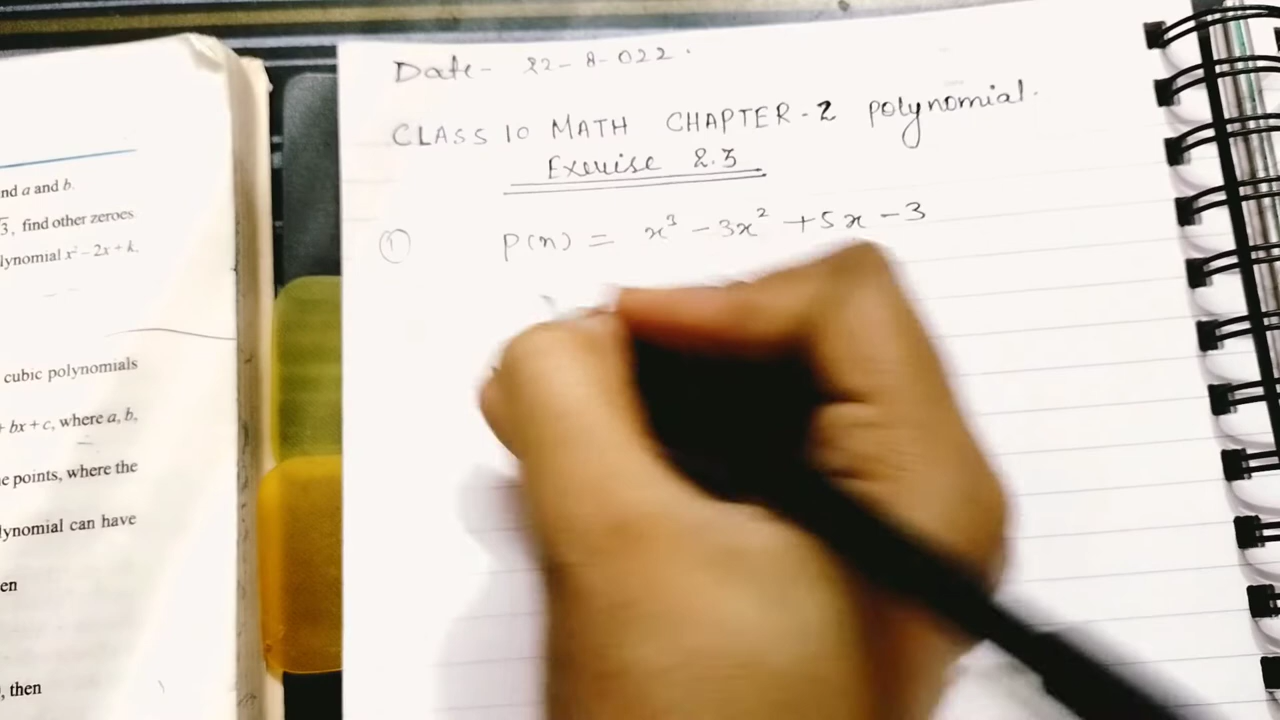 nd a and b.
3, find other zeroes
lynomial x² – 2x + k.
cubic polynomials
+ bx + c, where a, b,
e points, where the
lynomial can have
en
, then
Date - 22-8-022.
CLASS 10 MATH CHAPTER-2 polynomial.
Exercise 2.3
① P(x) = x³ - 3x² + 5x - 3